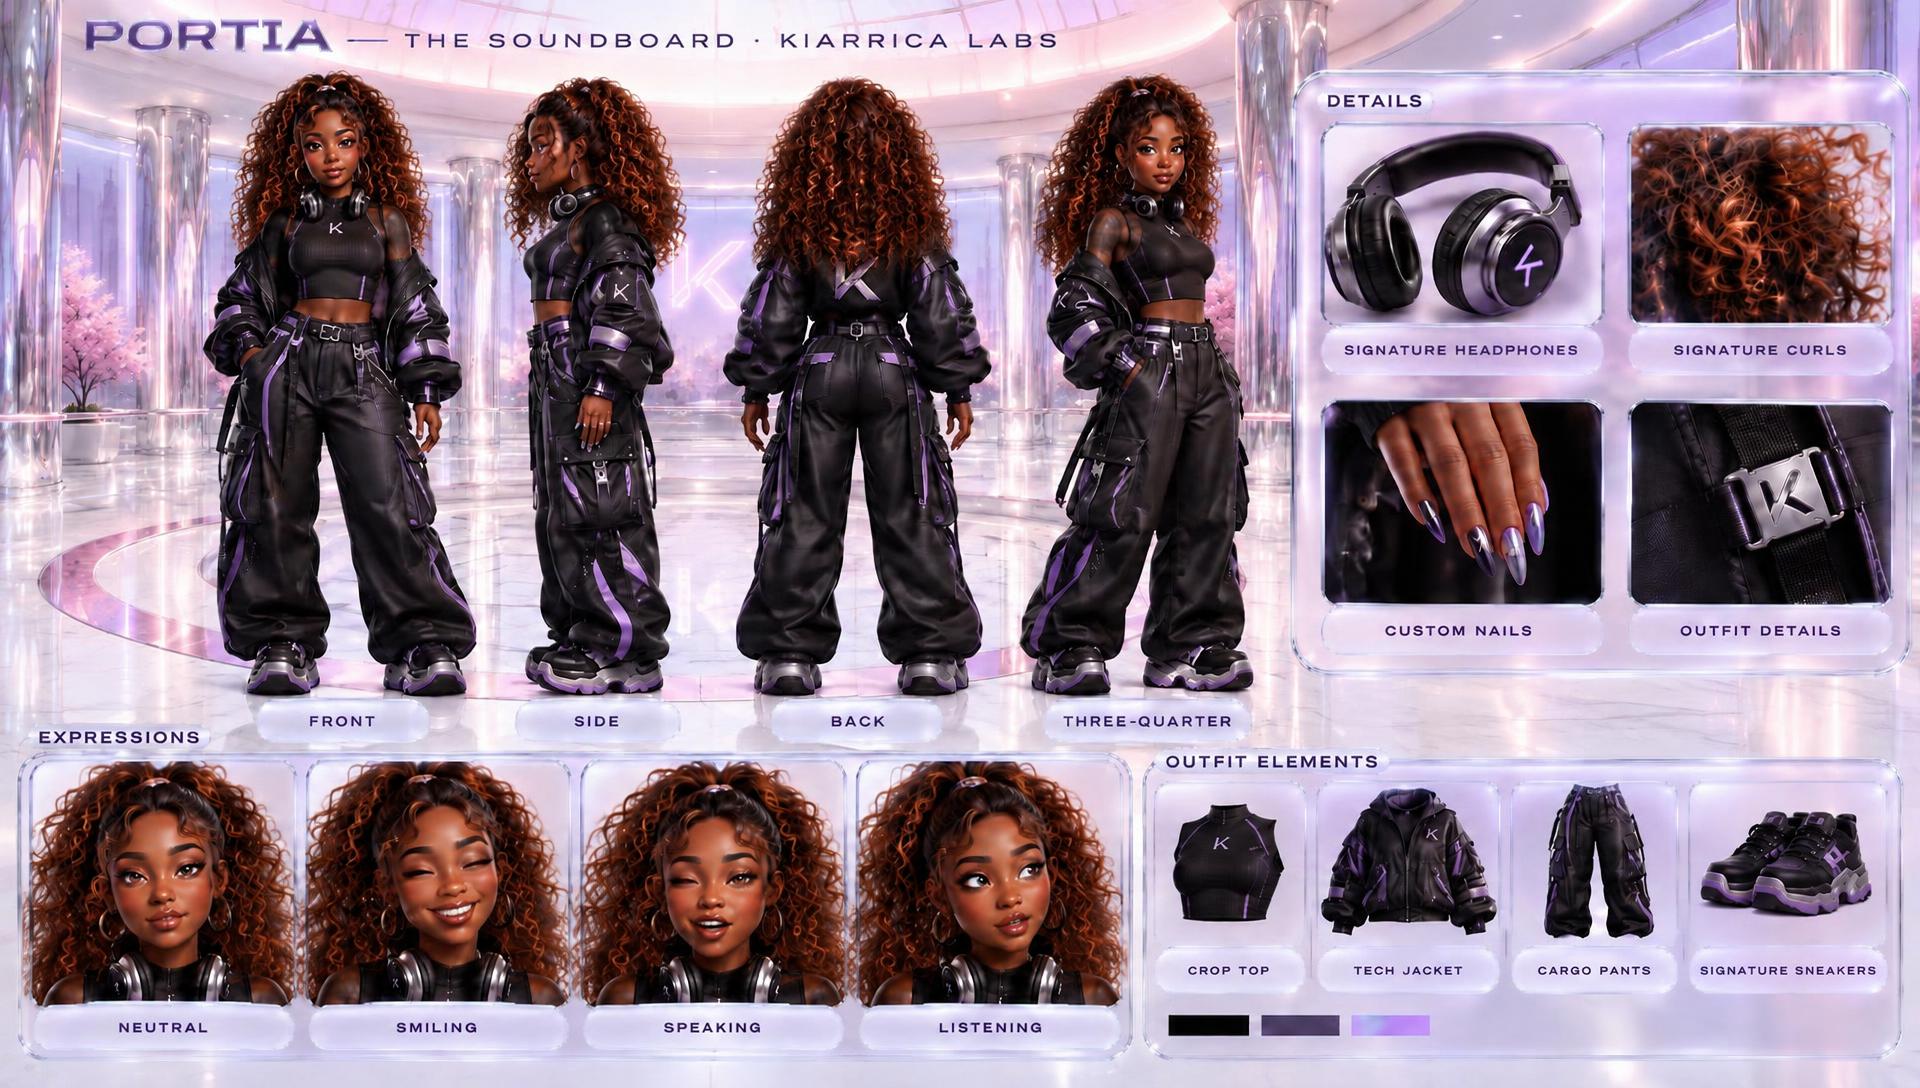 PORTIA — THE SOUNDBOARD · KIARRICA LABS
DETAILS
SIGNATURE HEADPHONES
SIGNATURE CURLS
CUSTOM NAILS
OUTFIT DETAILS
FRONT
SIDE
BACK
THREE-QUARTER
EXPRESSIONS
NEUTRAL
SMILING
SPEAKING
LISTENING
OUTFIT ELEMENTS
CROP TOP
TECH JACKET
CARGO PANTS
SIGNATURE SNEAKERS
K
K
K
K
K
K
K